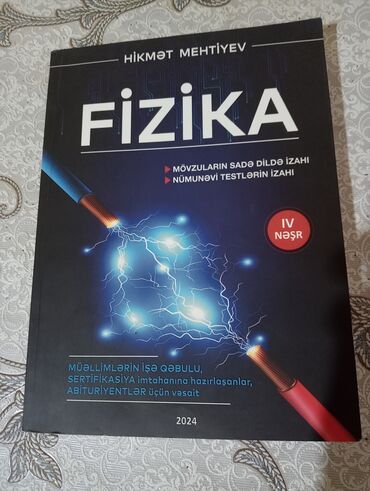 HİKMƏT MEHTİYEV
FİZİKA
MÖVZULARIN SADƏ DİLDƏ İZAHI
NÜMUNƏVİ TESTLƏRİN İZAHI
IV
NƏŞR
MÜƏLLİMLƏRİN İŞƏ QƏBULU,
SERTİFİKASİYA imtahanına hazırlaşanlar,
ABİTURİYENTLƏR üçün vəsait
2024